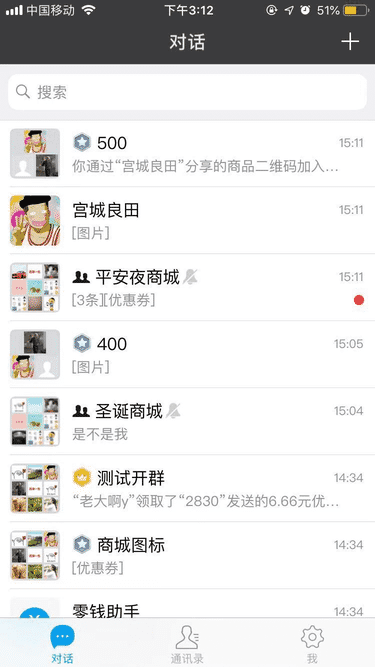 中国移动 下午3:12 51%
对话
搜索
500 15:11
你通过“宫城良田”分享的商品二维码加入…
宫城良田 15:11
[图片]
平安夜商城 15:11
[3条][优惠券]
400 15:05
[图片]
圣诞商城 15:04
是不是我
测试开群 14:34
“老大啊y”领取了“2830”发送的6.66元优…
商城图标 14:34
[优惠券]
零钱助手 14:34
对话 通讯录 我